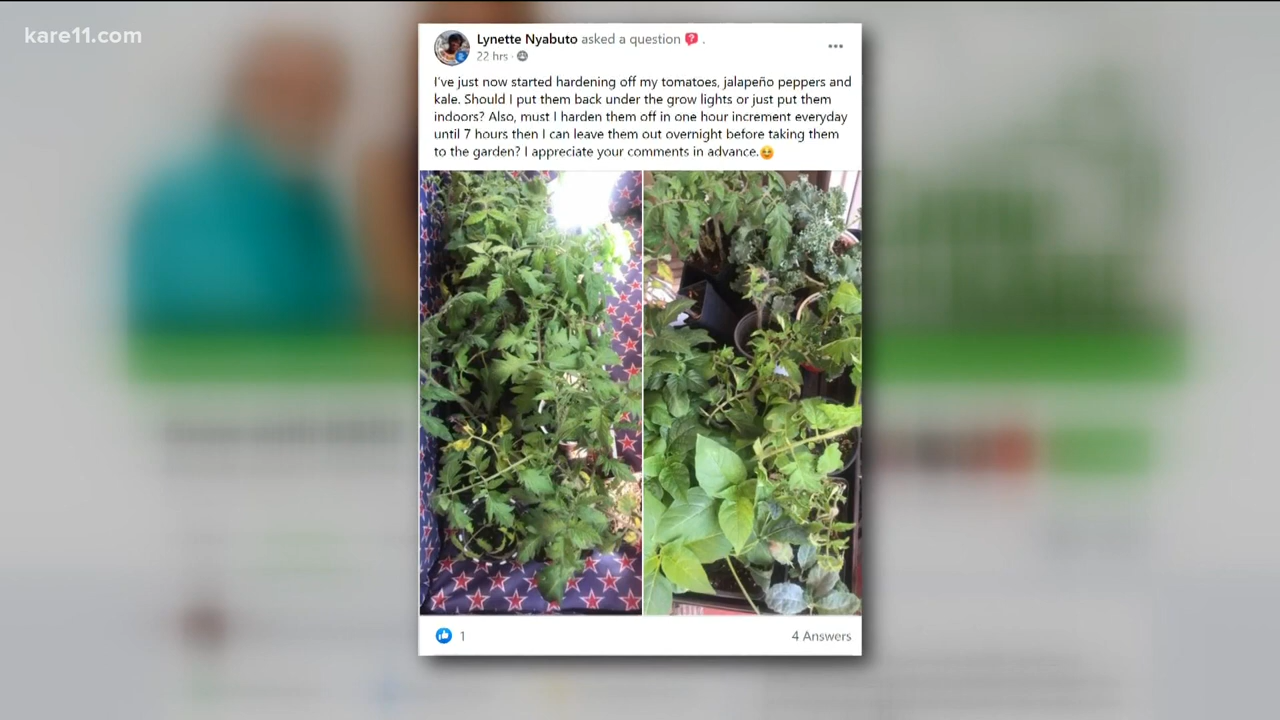 kare11.com
Lynette Nyabuto asked a question .
22 hrs ·
I've just now started hardening off my tomatoes, jalapeño peppers and
kale. Should I put them back under the grow lights or just put them
indoors? Also, must I harden them off in one hour increment everyday
until 7 hours then I can leave them out overnight before taking them
to the garden? I appreciate your comments in advance.😊
1
4 Answers